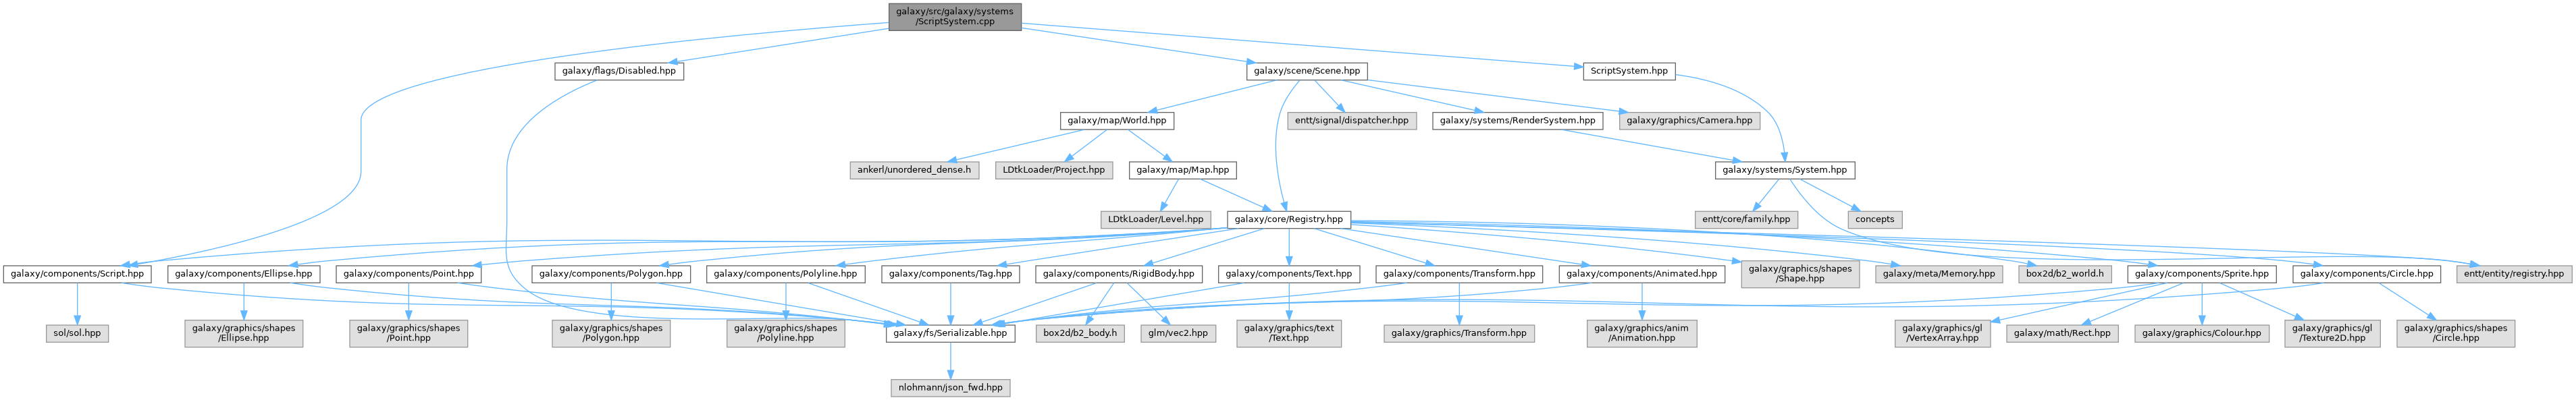 galaxy/src/galaxy/systems
/ScriptSystem.cpp
galaxy/flags/Disabled.hpp
galaxy/scene/Scene.hpp
ScriptSystem.hpp
galaxy/map/World.hpp
entt/signal/dispatcher.hpp
galaxy/systems/RenderSystem.hpp
galaxy/graphics/Camera.hpp
ankerl/unordered_dense.h
LDtkLoader/Project.hpp
galaxy/map/Map.hpp
galaxy/systems/System.hpp
LDtkLoader/Level.hpp
galaxy/core/Registry.hpp
entt/core/family.hpp
concepts
galaxy/components/Script.hpp
galaxy/components/Ellipse.hpp
galaxy/components/Point.hpp
galaxy/components/Polygon.hpp
galaxy/components/Polyline.hpp
galaxy/components/Tag.hpp
galaxy/components/RigidBody.hpp
galaxy/components/Text.hpp
galaxy/components/Transform.hpp
galaxy/components/Animated.hpp
galaxy/graphics/shapes
/Shape.hpp
galaxy/meta/Memory.hpp
box2d/b2_world.h
galaxy/components/Sprite.hpp
galaxy/components/Circle.hpp
entt/entity/registry.hpp
sol/sol.hpp
galaxy/graphics/shapes
/Ellipse.hpp
galaxy/graphics/shapes
/Point.hpp
galaxy/graphics/shapes
/Polygon.hpp
galaxy/graphics/shapes
/Polyline.hpp
galaxy/fs/Serializable.hpp
box2d/b2_body.h
glm/vec2.hpp
galaxy/graphics/text
/Text.hpp
galaxy/graphics/Transform.hpp
galaxy/graphics/anim
/Animation.hpp
galaxy/graphics/gl
/VertexArray.hpp
galaxy/math/Rect.hpp
galaxy/graphics/Colour.hpp
galaxy/graphics/gl
/Texture2D.hpp
galaxy/graphics/shapes
/Circle.hpp
nlohmann/json_fwd.hpp